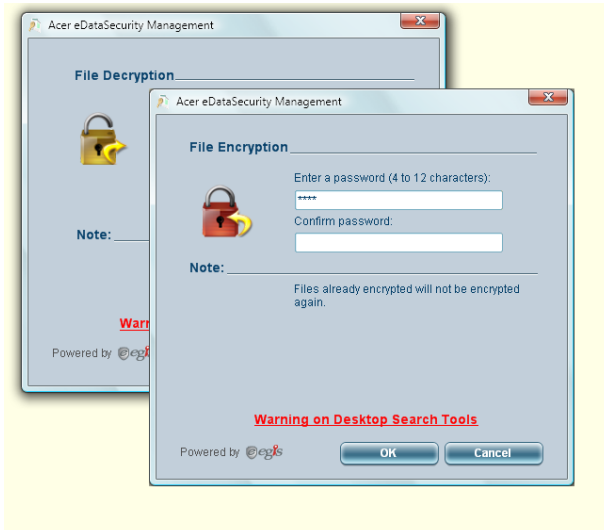 Acer eDataSecurity Management
File Decryption
Note:
Powered by egis
Acer eDataSecurity Management
File Encryption
Enter a password (4 to 12 characters):
****
Confirm password:
Note:
Files already encrypted will not be encrypted
again.
Warning on Desktop Search Tools
Powered by egis
OK
Cancel